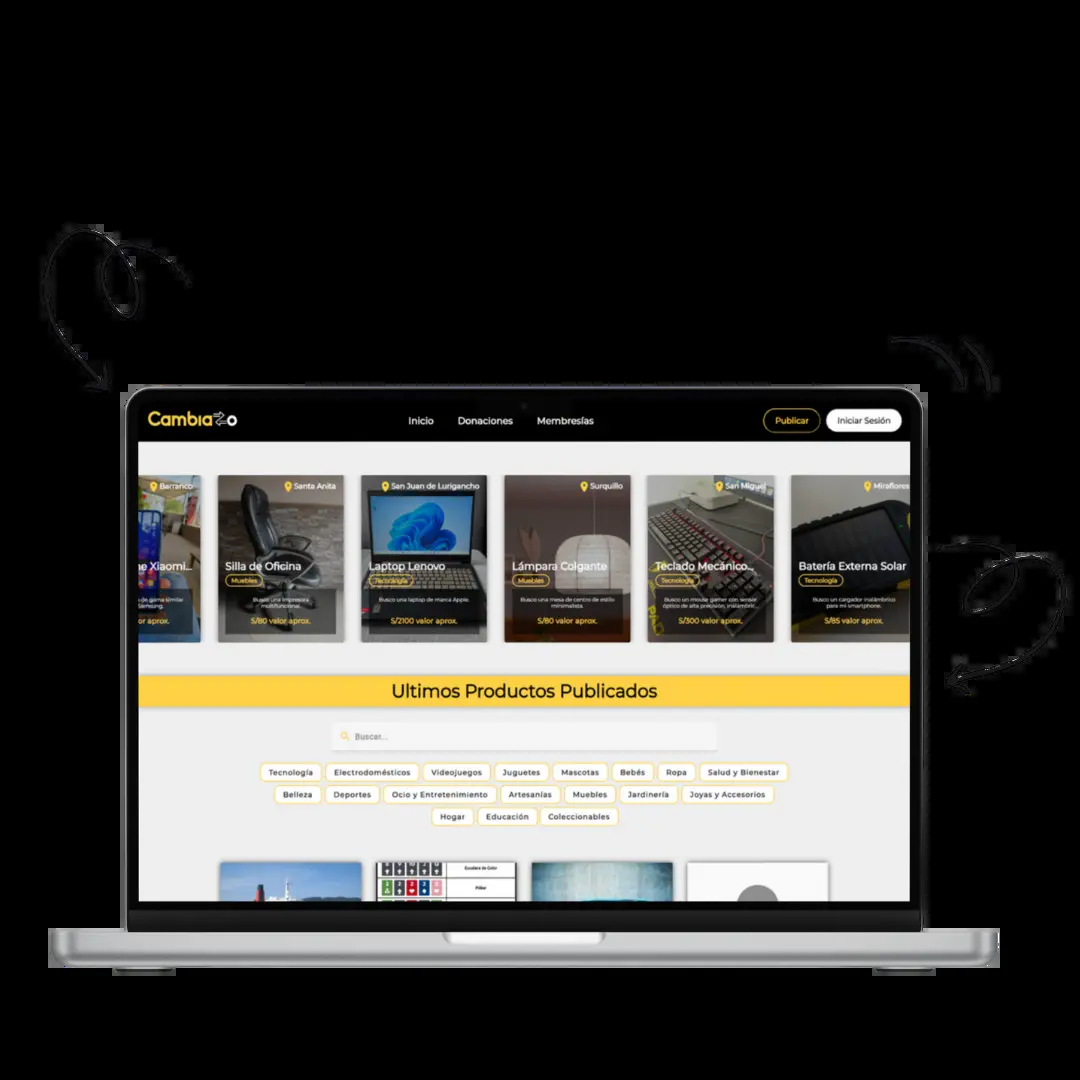 Cambiazo
Inicio
Donaciones
Membresías
Publicar
Iniciar Sesión
Barranco
e Xiaomi...
de gama similar
Samsung.
or aprox.
Santa Anita
Silla de Oficina
Muebles
Busco una impresora
multifuncional.
S/80 valor aprox.
San Juan de Lurigancho
Laptop Lenovo
Tecnología
Busco una laptop de marca Apple.
S/2100 valor aprox.
Surquillo
Lámpara Colgante
Muebles
Busco una mesa de centro de estilo
minimalista.
S/80 valor aprox.
San Miguel
Teclado Mecánico...
Tecnología
Busco un mouse gamer con sensor
óptico de alta precisión, inalámbric...
S/300 valor aprox.
Miraflores
Batería Externa Solar
Tecnología
Busco un cargador inalámbrico
para mi smartphone.
S/85 valor aprox.
Ultimos Productos Publicados
Buscar...
Tecnología
Electrodomésticos
Videojuegos
Juguetes
Mascotas
Bebés
Ropa
Salud y Bienestar
Belleza
Deportes
Ocio y Entretenimiento
Artesanías
Muebles
Jardinería
Joyas y Accesorios
Hogar
Educación
Coleccionables
Escalera de Color
Póker